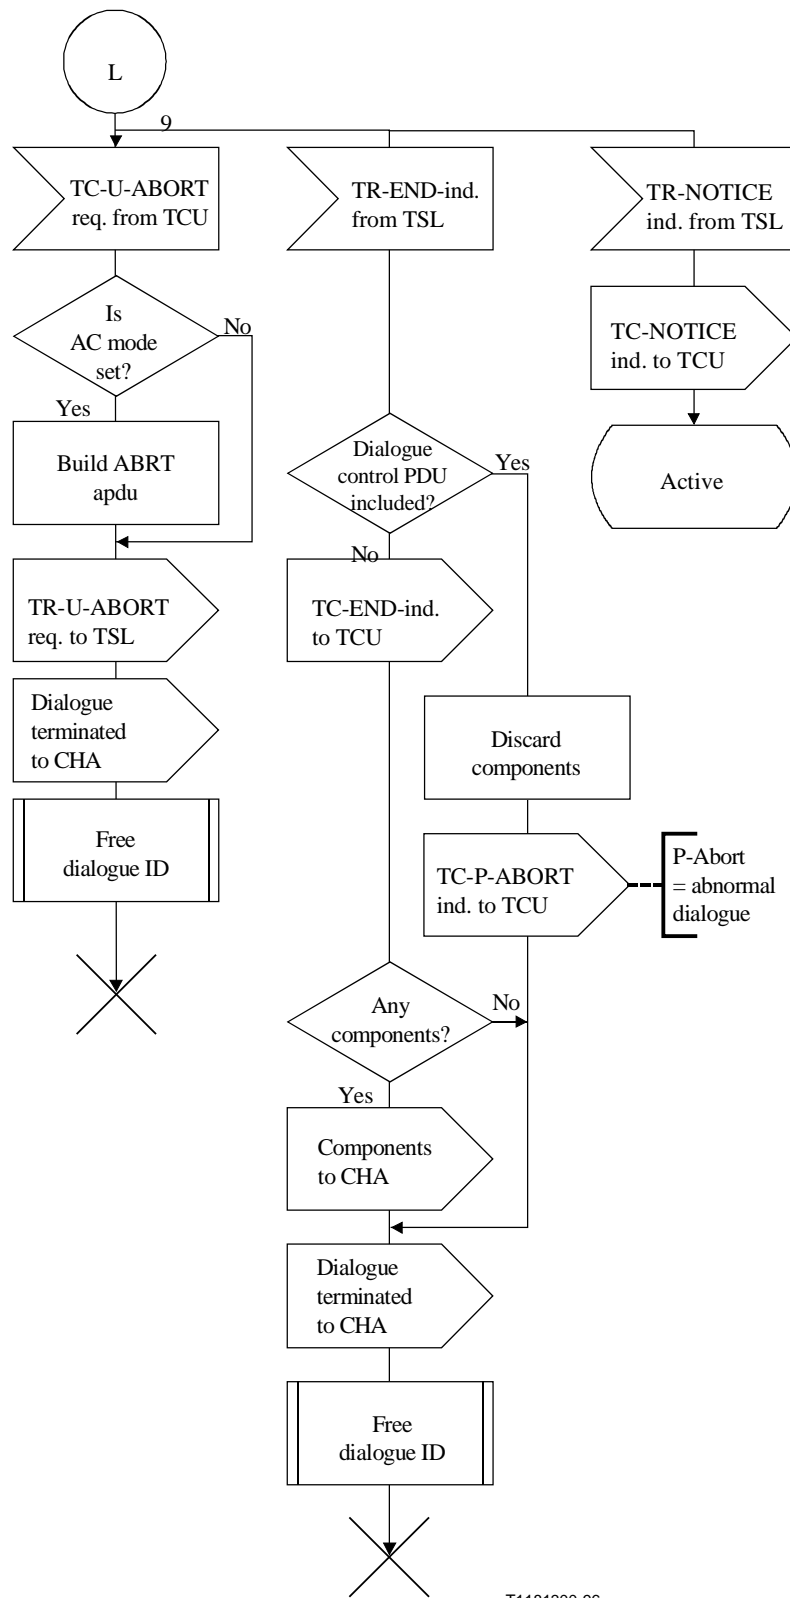 L
9
TC-U-ABORT
req. from TCU
TR-END-ind.
from TSL
TR-NOTICE
ind. from TSL
Is
AC mode
set?
No
Yes
TC-NOTICE
ind. to TCU
Build ABRT
apdu
Dialogue
control PDU
included?
Yes
No
Active
TR-U-ABORT
req. to TSL
TC-END-ind.
to TCU
Dialogue
terminated
to CHA
Discard
components
Free
dialogue ID
TC-P-ABORT
ind. to TCU
P-Abort
= abnormal
dialogue
Any
components?
No
Yes
Components
to CHA
Dialogue
terminated
to CHA
Free
dialogue ID